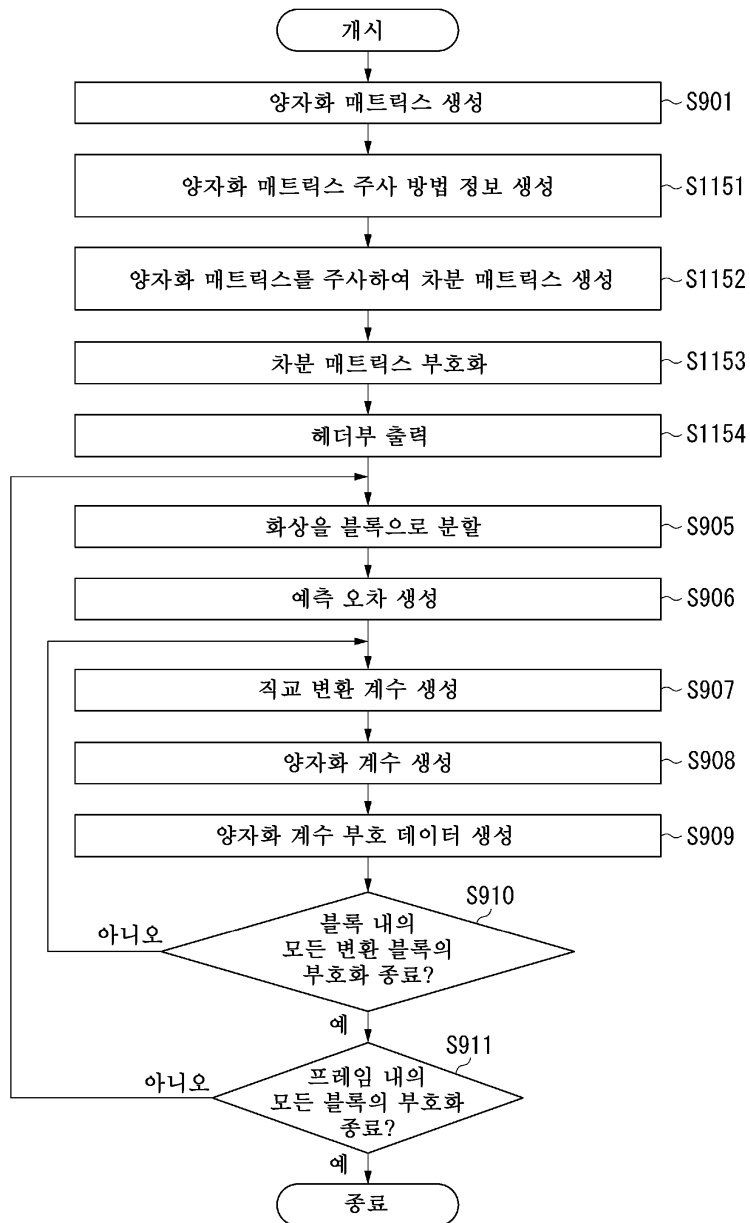 개시
양자화 매트릭스 생성
S901
양자화 매트릭스 주사 방법 정보 생성
S1151
양자화 매트릭스를 주사하여 차분 매트릭스 생성
S1152
차분 매트릭스 부호화
S1153
헤더부 출력
S1154
화상을 블록으로 분할
S905
예측 오차 생성
S906
직교 변환 계수 생성
S907
양자화 계수 생성
S908
양자화 계수 부호 데이터 생성
S909
S910
아니오
블록 내의
모든 변환 블록의
부호화 종료?
예
S911
아니오
프레임 내의
모든 블록의 부호화
종료?
예
종료